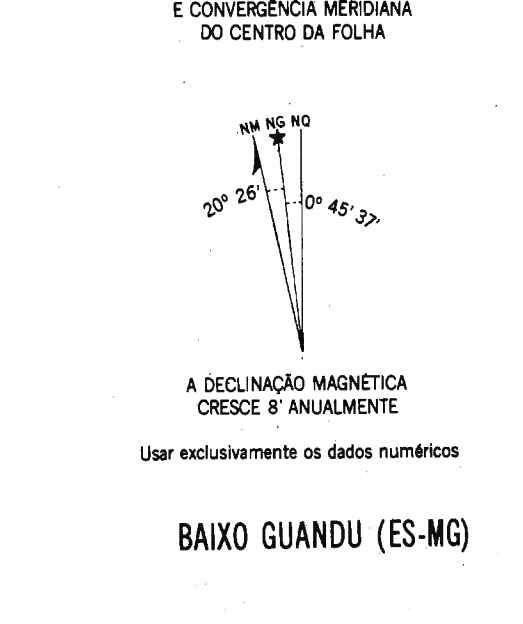 E CONVERGÊNCIA MERIDIANA
DO CENTRO DA FOLHA
NM NG NQ
20° 26'
0° 45' 37'
A DECLINAÇÃO MAGNÉTICA
CRESCE 8' ANUALMENTE
Usar exclusivamente os dados numéricos
BAIXO GUANDU (ES-MG)